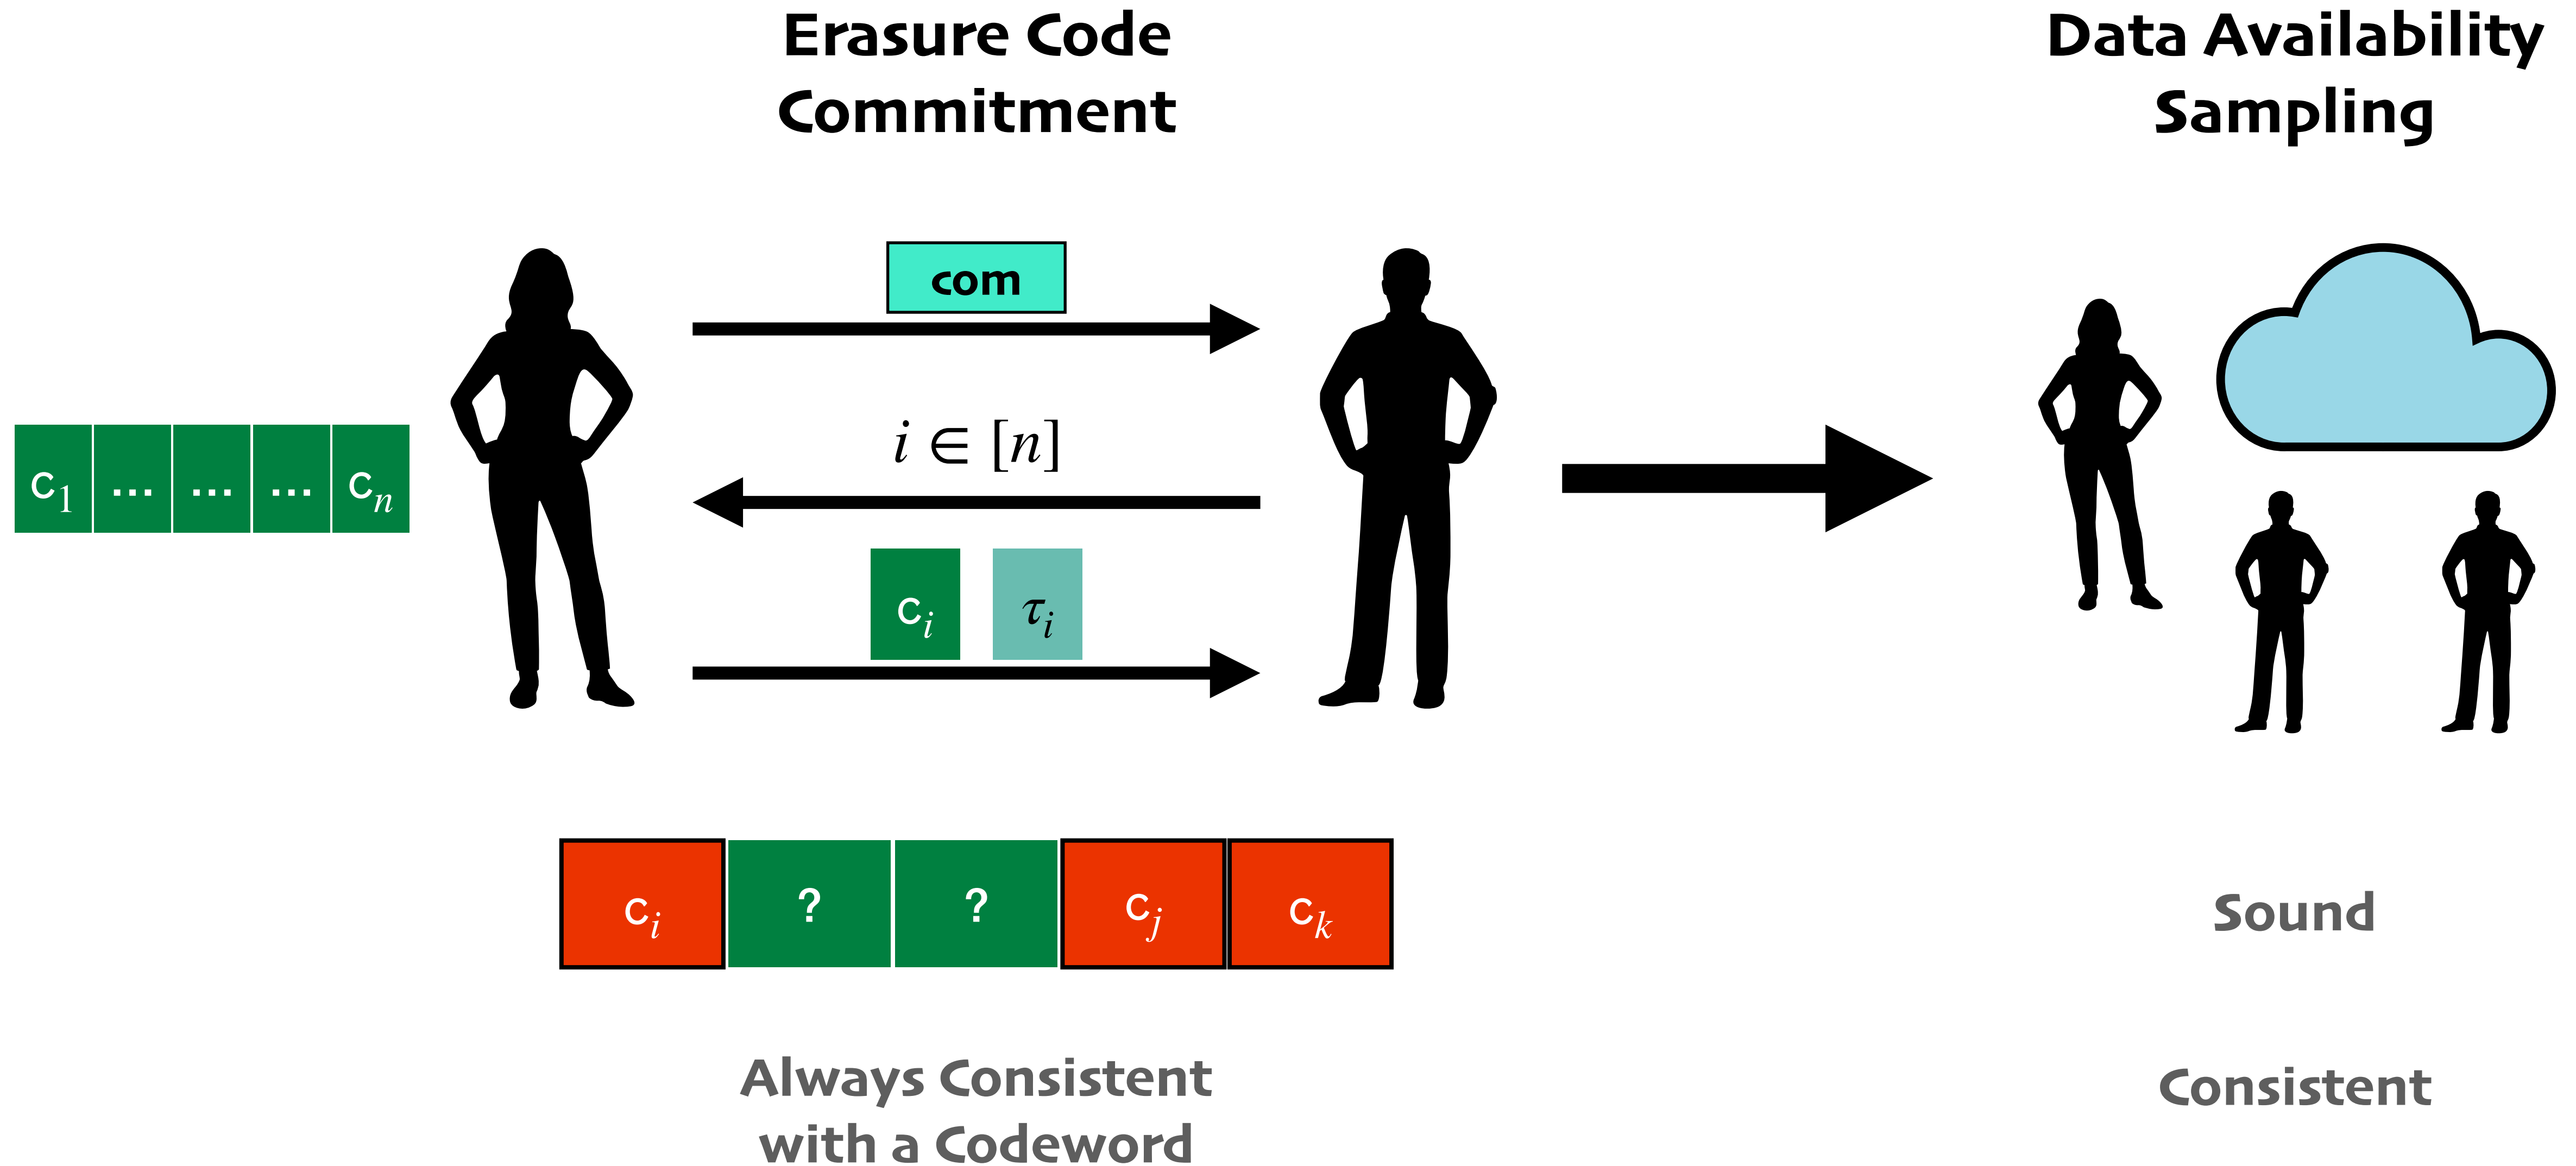 Erasure Code
Commitment
Data Availability
Sampling
com
i ∈ [n]
c₁ ... ... ... cₙ
cᵢ τᵢ
cᵢ ? ? cⱼ cₖ
Sound
Always Consistent
with a Codeword
Consistent